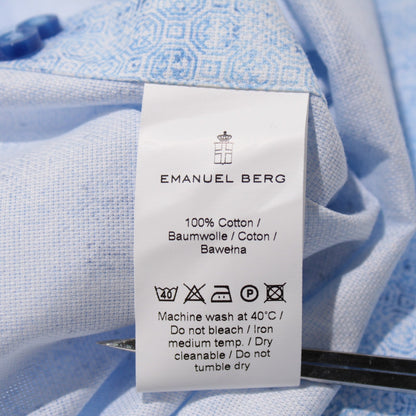 EMANUEL BERG
100% Cotton /
Baumwolle / Coton /
Bawełna
40 P
Machine wash at 40°C /
Do not bleach / Iron
medium temp. / Dry
cleanable / Do not
tumble dry